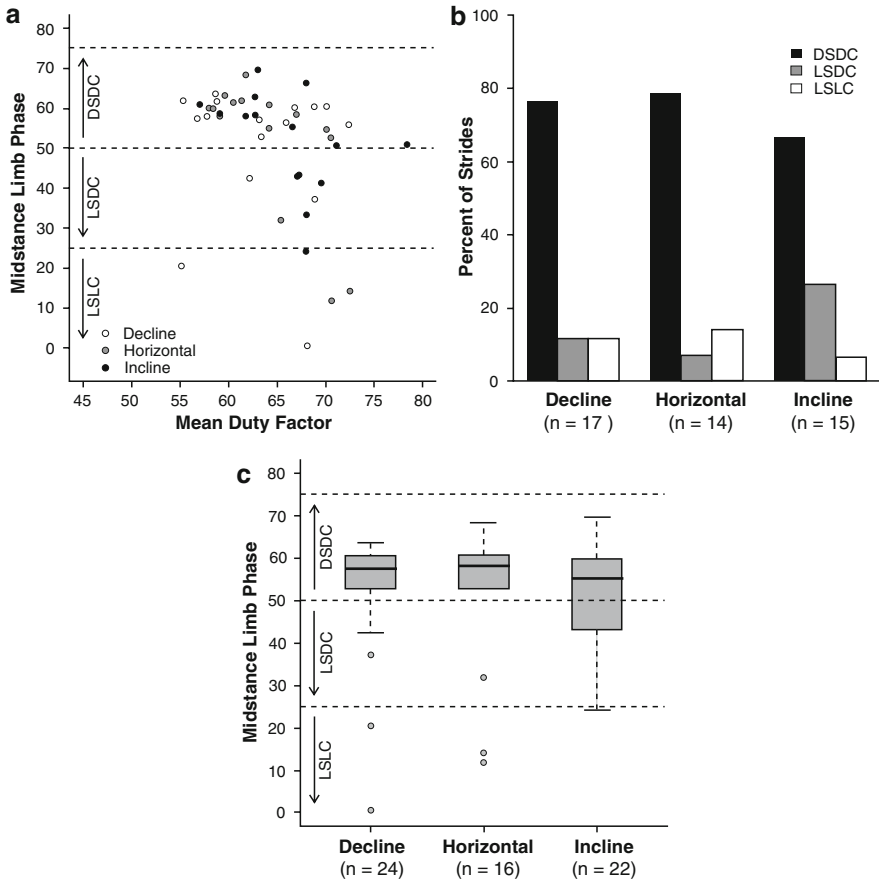 a
80
70
60
50
40
30
20
10
0
Midstance Limb Phase
DSDC
LSDC
LSLC
Decline
Horizontal
Incline
45 50 55 60 65 70 75 80
Mean Duty Factor
b
100
80
60
40
20
0
Percent of Strides
DSDC
LSDC
LSLC
Decline Horizontal Incline
(n = 17 ) (n = 14) (n = 15)
c
80
70
60
50
40
30
20
10
0
Midstance Limb Phase
DSDC
LSDC
LSLC
Decline Horizontal Incline
(n = 24) (n = 16) (n = 22)